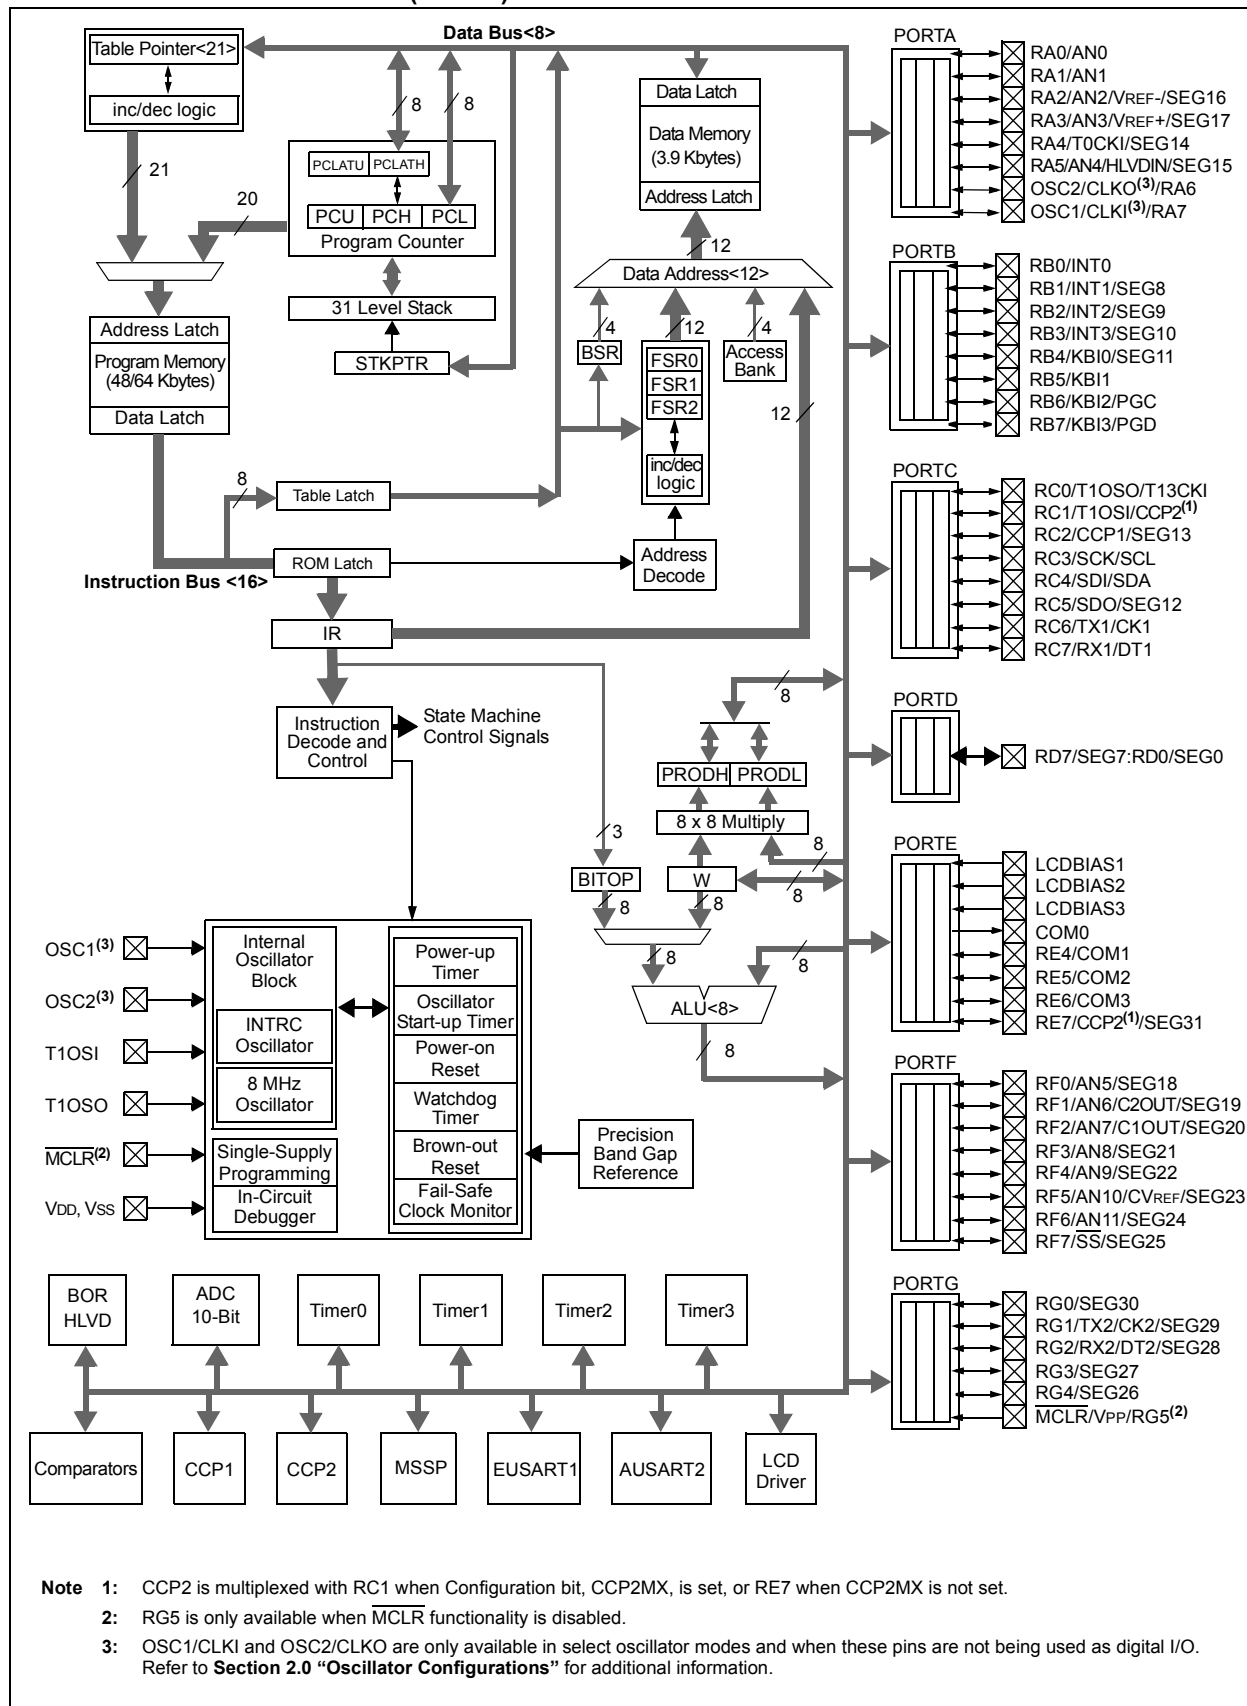 Data Bus<8>
Table Pointer<21>
inc/dec logic
21
8
8
PCLATU PCLATH
20
PCU PCH PCL
Program Counter
31 Level Stack
STKPTR
Address Latch
Program Memory
(48/64 Kbytes)
Data Latch
8
Table Latch
ROM Latch
Instruction Bus <16>
IR
Data Latch
Data Memory
(3.9 Kbytes)
Address Latch
12
Data Address<12>
4
12
4
BSR
FSR0
FSR1
FSR2
inc/dec
logic
Access
Bank
12
Address
Decode
Instruction
Decode and
Control
State Machine
Control Signals
8
PRODH PRODL
8 x 8 Multiply
3
8
BITOP
W
8
8
8
8
8
ALU<8>
8
OSC1(3)
OSC2(3)
T1OSI
T1OSO
MCLR(2)
VDD, VSS
Internal
Oscillator
Block
INTRC
Oscillator
8 MHz
Oscillator
Single-Supply
Programming
In-Circuit
Debugger
Power-up
Timer
Oscillator
Start-up Timer
Power-on
Reset
Watchdog
Timer
Brown-out
Reset
Fail-Safe
Clock Monitor
Precision
Band Gap
Reference
BOR
HLVD
ADC
10-Bit
Timer0
Timer1
Timer2
Timer3
Comparators
CCP1
CCP2
MSSP
EUSART1
AUSART2
LCD
Driver
PORTA
RA0/AN0
RA1/AN1
RA2/AN2/VREF-/SEG16
RA3/AN3/VREF+/SEG17
RA4/T0CKI/SEG14
RA5/AN4/HLVDIN/SEG15
OSC2/CLKO(3)/RA6
OSC1/CLKI(3)/RA7
PORTB
RB0/INT0
RB1/INT1/SEG8
RB2/INT2/SEG9
RB3/INT3/SEG10
RB4/KBI0/SEG11
RB5/KBI1
RB6/KBI2/PGC
RB7/KBI3/PGD
PORTC
RC0/T1OSO/T13CKI
RC1/T1OSI/CCP2(1)
RC2/CCP1/SEG13
RC3/SCK/SCL
RC4/SDI/SDA
RC5/SDO/SEG12
RC6/TX1/CK1
RC7/RX1/DT1
PORTD
RD7/SEG7:RD0/SEG0
PORTE
LCDBIAS1
LCDBIAS2
LCDBIAS3
COM0
RE4/COM1
RE5/COM2
RE6/COM3
RE7/CCP2(1)/SEG31
PORTF
RF0/AN5/SEG18
RF1/AN6/C2OUT/SEG19
RF2/AN7/C1OUT/SEG20
RF3/AN8/SEG21
RF4/AN9/SEG22
RF5/AN10/CVREF/SEG23
RF6/AN11/SEG24
RF7/SS/SEG25
PORTG
RG0/SEG30
RG1/TX2/CK2/SEG29
RG2/RX2/DT2/SEG28
RG3/SEG27
RG4/SEG26
MCLR/VPP/RG5(2)
Note 1: CCP2 is multiplexed with RC1 when Configuration bit, CCP2MX, is set, or RE7 when CCP2MX is not set.
2: RG5 is only available when MCLR functionality is disabled.
3: OSC1/CLKI and OSC2/CLKO are only available in select oscillator modes and when these pins are not being used as digital I/O.
Refer to Section 2.0 “Oscillator Configurations” for additional information.